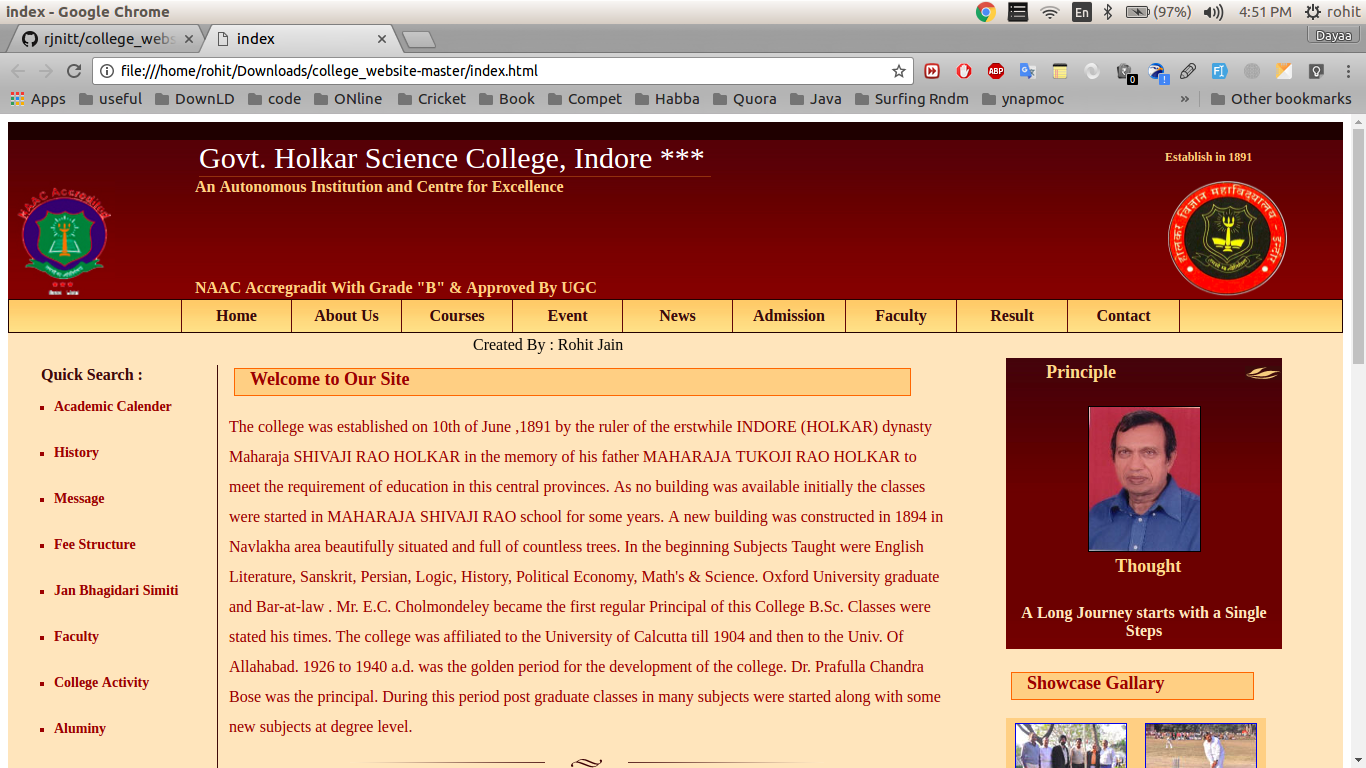 index - Google Chrome
En
(97%)
4:51 PM
rohit
rjnitt/college_webs
index
Dayaa
file:///home/rohit/Downloads/college_website-master/index.html
ABP
0
Apps
useful
DownLD
code
ONline
Cricket
Book
Compet
Habba
Quora
Java
Surfing Rndm
ynapmoc
»
Other bookmarks
Govt. Holkar Science College, Indore ***
Establish in 1891
An Autonomous Institution and Centre for Excellence
NAAC Accredited
होलकर विज्ञान महाविद्यालय - इन्दौर
NAAC Accregradit With Grade "B" & Approved By UGC
Home
About Us
Courses
Event
News
Admission
Faculty
Result
Contact
Created By : Rohit Jain
Quick Search :
Academic Calender
History
Message
Fee Structure
Jan Bhagidari Simiti
Faculty
College Activity
Aluminy
Welcome to Our Site
The college was established on 10th of June ,1891 by the ruler of the erstwhile INDORE (HOLKAR) dynasty
Maharaja SHIVAJI RAO HOLKAR in the memory of his father MAHARAJA TUKOJI RAO HOLKAR to
meet the requirement of education in this central provinces. As no building was available initially the classes
were started in MAHARAJA SHIVAJI RAO school for some years. A new building was constructed in 1894 in
Navlakha area beautifully situated and full of countless trees. In the beginning Subjects Taught were English
Literature, Sanskrit, Persian, Logic, History, Political Economy, Math's & Science. Oxford University graduate
and Bar-at-law . Mr. E.C. Cholmondeley became the first regular Principal of this College B.Sc. Classes were
stated his times. The college was affiliated to the University of Calcutta till 1904 and then to the Univ. Of
Allahabad. 1926 to 1940 a.d. was the golden period for the development of the college. Dr. Prafulla Chandra
Bose was the principal. During this period post graduate classes in many subjects were started along with some
new subjects at degree level.
Principle
Thought
A Long Journey starts with a Single
Steps
Showcase Gallary